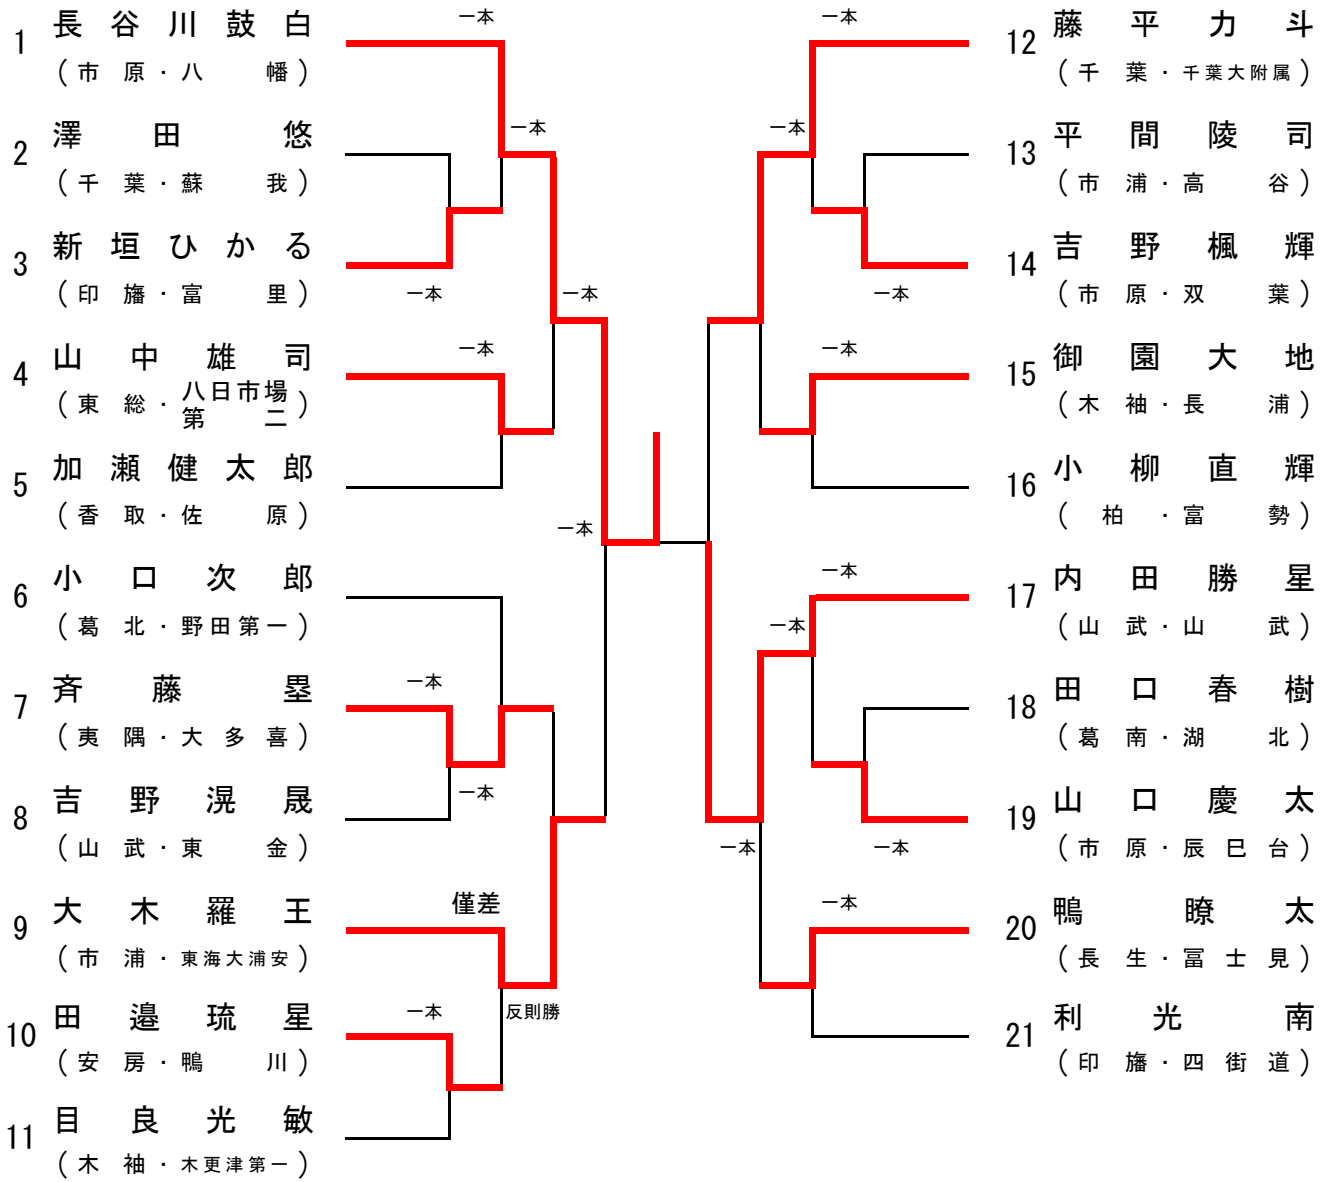 1 長谷川鼓白
（市原・八幡）
一本
2 澤田悠
（千葉・蘇我）
一本
3 新垣ひかる
（印旛・富里）
一本
一本
4 山中雄司
（東総・八日市場第二）
一本
5 加瀬健太郎
（香取・佐原）
一本
6 小口次郎
（葛北・野田第一）
7 斉藤塁
（夷隅・大多喜）
一本
8 吉野滉晟
（山武・東金）
一本
9 大木羅王
（市浦・東海大浦安）
僅差
10 田邉琉星
（安房・鴨川）
一本
反則勝
11 目良光敏
（木袖・木更津第一）
一本
12 藤平力斗
（千葉・千葉大附属）
一本
13 平間陵司
（市浦・高谷）
14 吉野楓輝
（市原・双葉）
一本
一本
15 御園大地
（木袖・長浦）
16 小柳直輝
（柏・富勢）
一本
17 内田勝星
（山武・山武）
一本
18 田口春樹
（葛南・湖北）
19 山口慶太
（市原・辰巳台）
一本
一本
一本
20 鴨瞭太
（長生・冨士見）
21 利光南
（印旛・四街道）